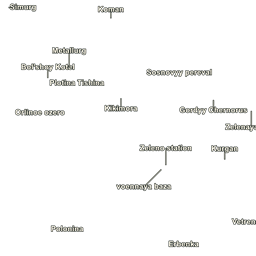 Simurg
Koman
Metallurg
Bol'shoy Kotel
Plotina Tishina
Sosnovyy pereval
Orlinoe ozero
Kikimora
Gordyy Chernorus
Zelenaya
Zeleno station
Kurgan
voennaya baza
Vetren
Polonina
Erbenka